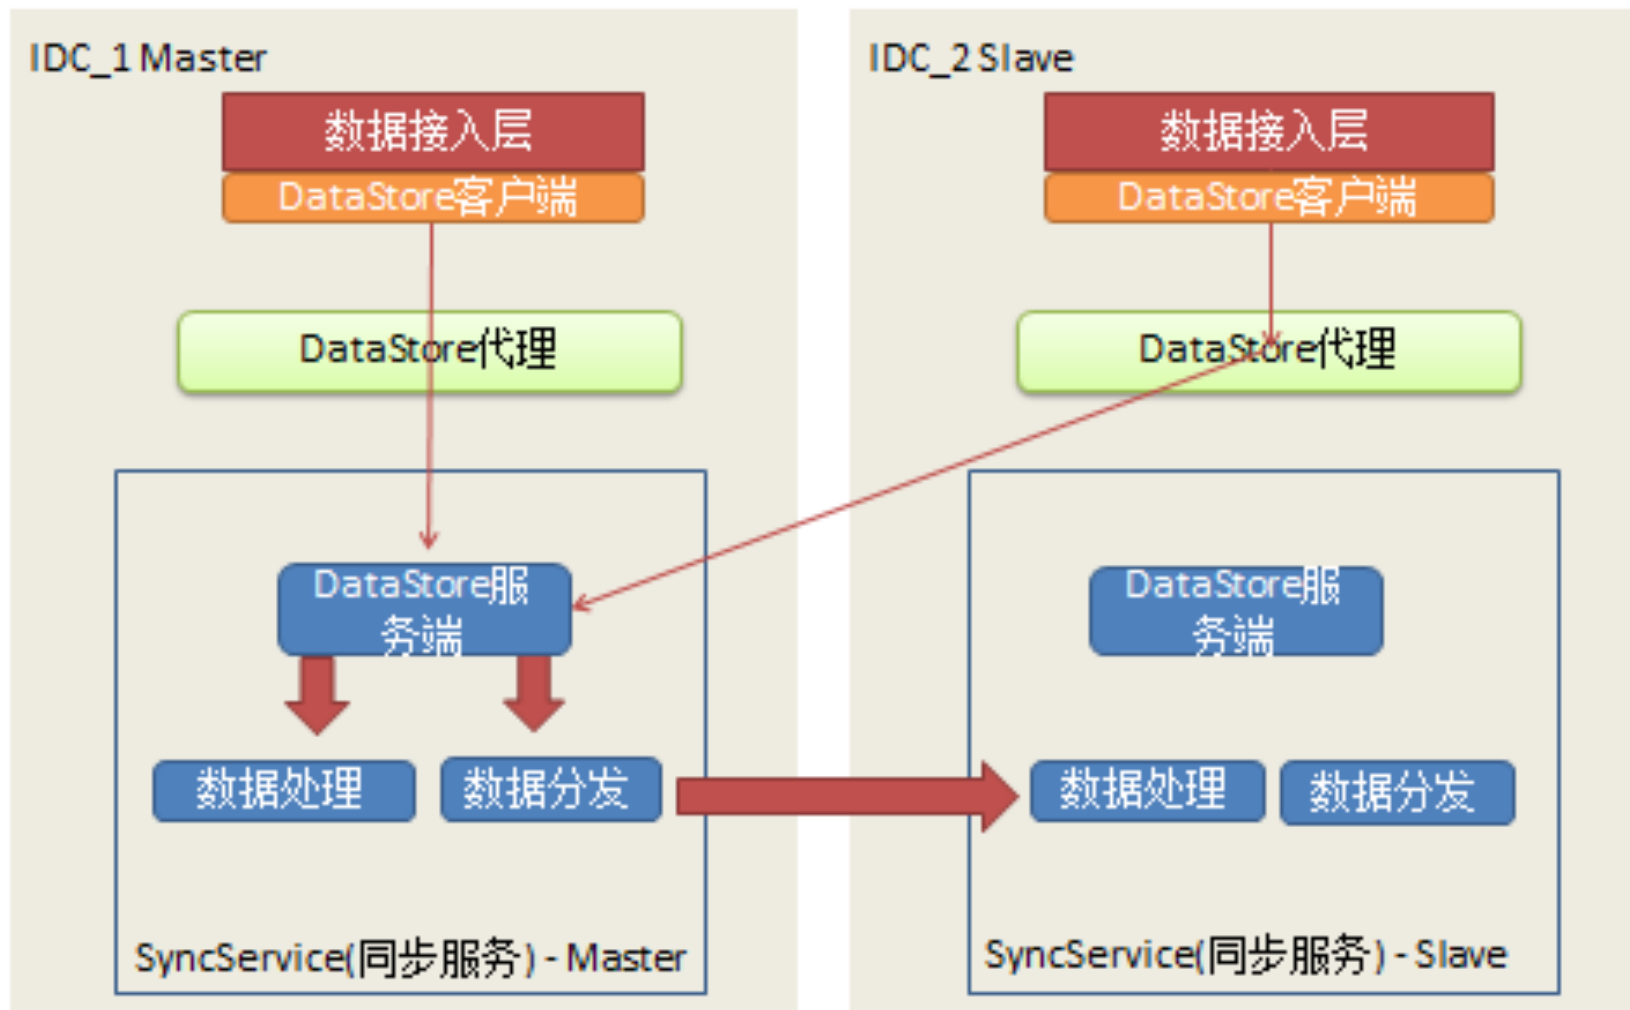 IDC_1 Master
数据接入层
DataStore客户端
DataStore代理
DataStore服
务端
数据处理
数据分发
SyncService(同步服务) - Master
IDC_2 Slave
数据接入层
DataStore客户端
DataStore代理
DataStore服
务端
数据处理
数据分发
SyncService(同步服务) - Slave